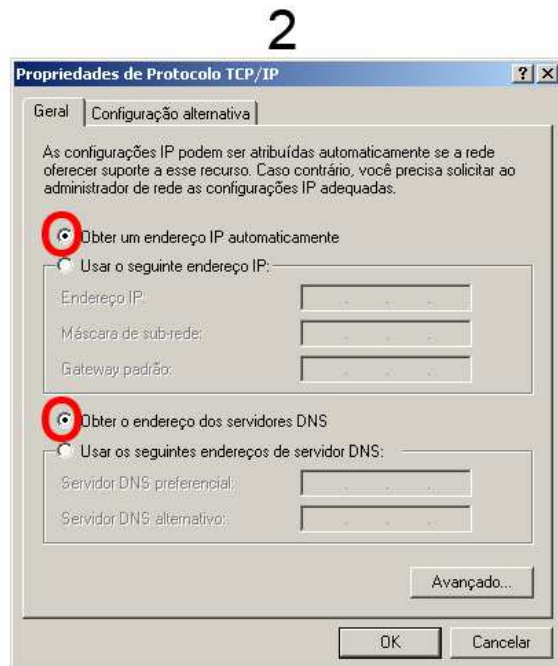 2
Propriedades de Protocolo TCP/IP
Geral
Configuração alternativa
As configurações IP podem ser atribuídas automaticamente se a rede
oferecer suporte a esse recurso. Caso contrário, você precisa solicitar ao
administrador de rede as configurações IP adequadas.
Obter um endereço IP automaticamente
Usar o seguinte endereço IP:
Endereço IP:
Máscara de sub-rede:
Gateway padrão:
Obter o endereço dos servidores DNS
Usar os seguintes endereços de servidor DNS:
Servidor DNS preferencial:
Servidor DNS alternativo:
Avançado...
OK
Cancelar